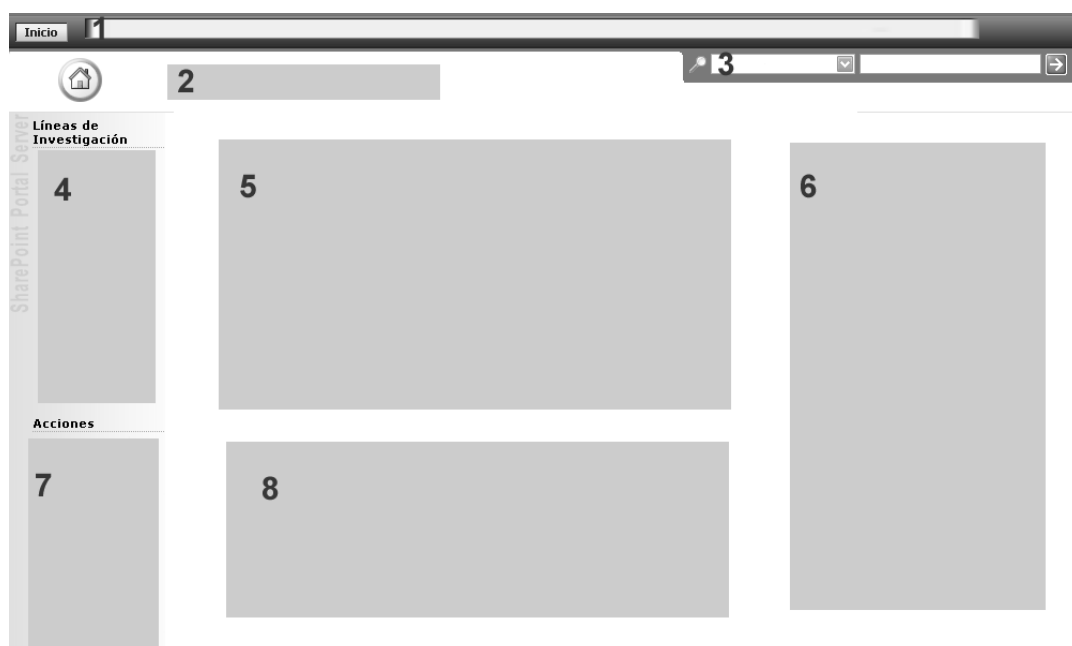 Inicio
1
2
3
Líneas de
Investigación
SharePoint Portal Server
4
5
6
Acciones
7
8